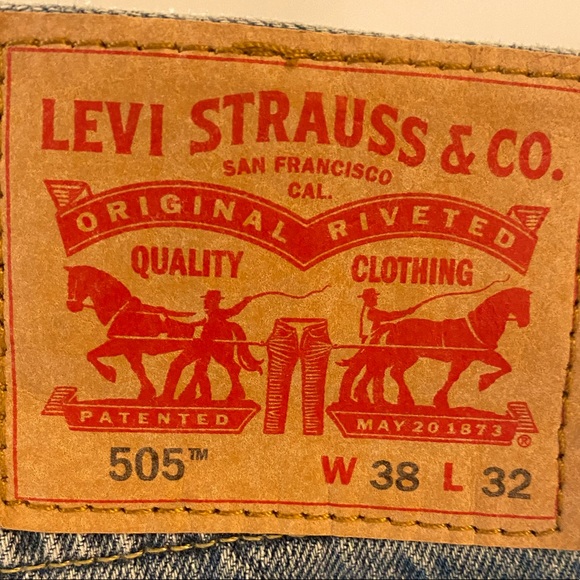 LEVI STRAUSS & CO.
SAN FRANCISCO
CAL.
ORIGINAL RIVETED
QUALITY CLOTHING
PATENTED MAY 20 1873 ®
505™ W 38 L 32